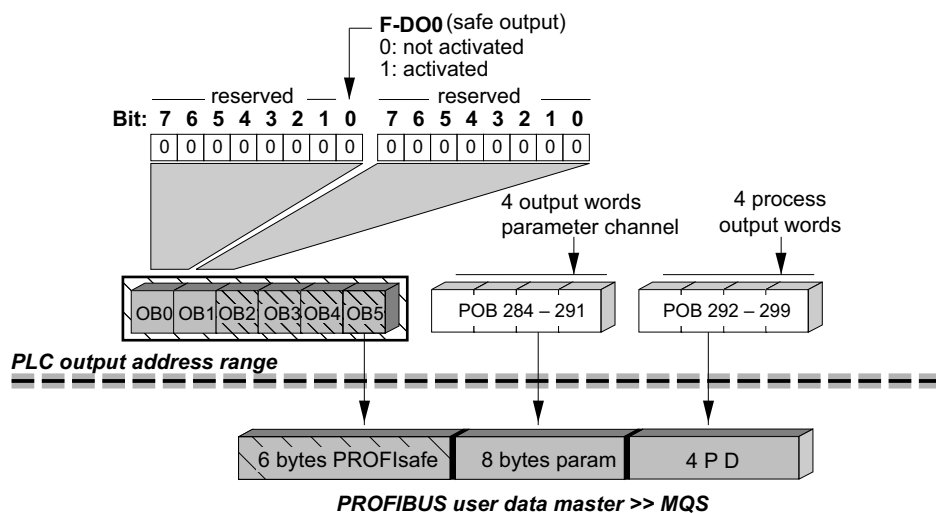 F-DO0 (safe output)
0: not activated
1: activated
reserved reserved
Bit: 7 6 5 4 3 2 1 0 7 6 5 4 3 2 1 0
0 0 0 0 0 0 0 0 0 0 0 0 0 0 0 0
4 output words
parameter channel
4 process
output words
OB0 OB1 OB2 OB3 OB4 OB5 POB 284 – 291 POB 292 – 299
PLC output address range
6 bytes PROFIsafe 8 bytes param 4 P D
PROFIBUS user data master >> MQS